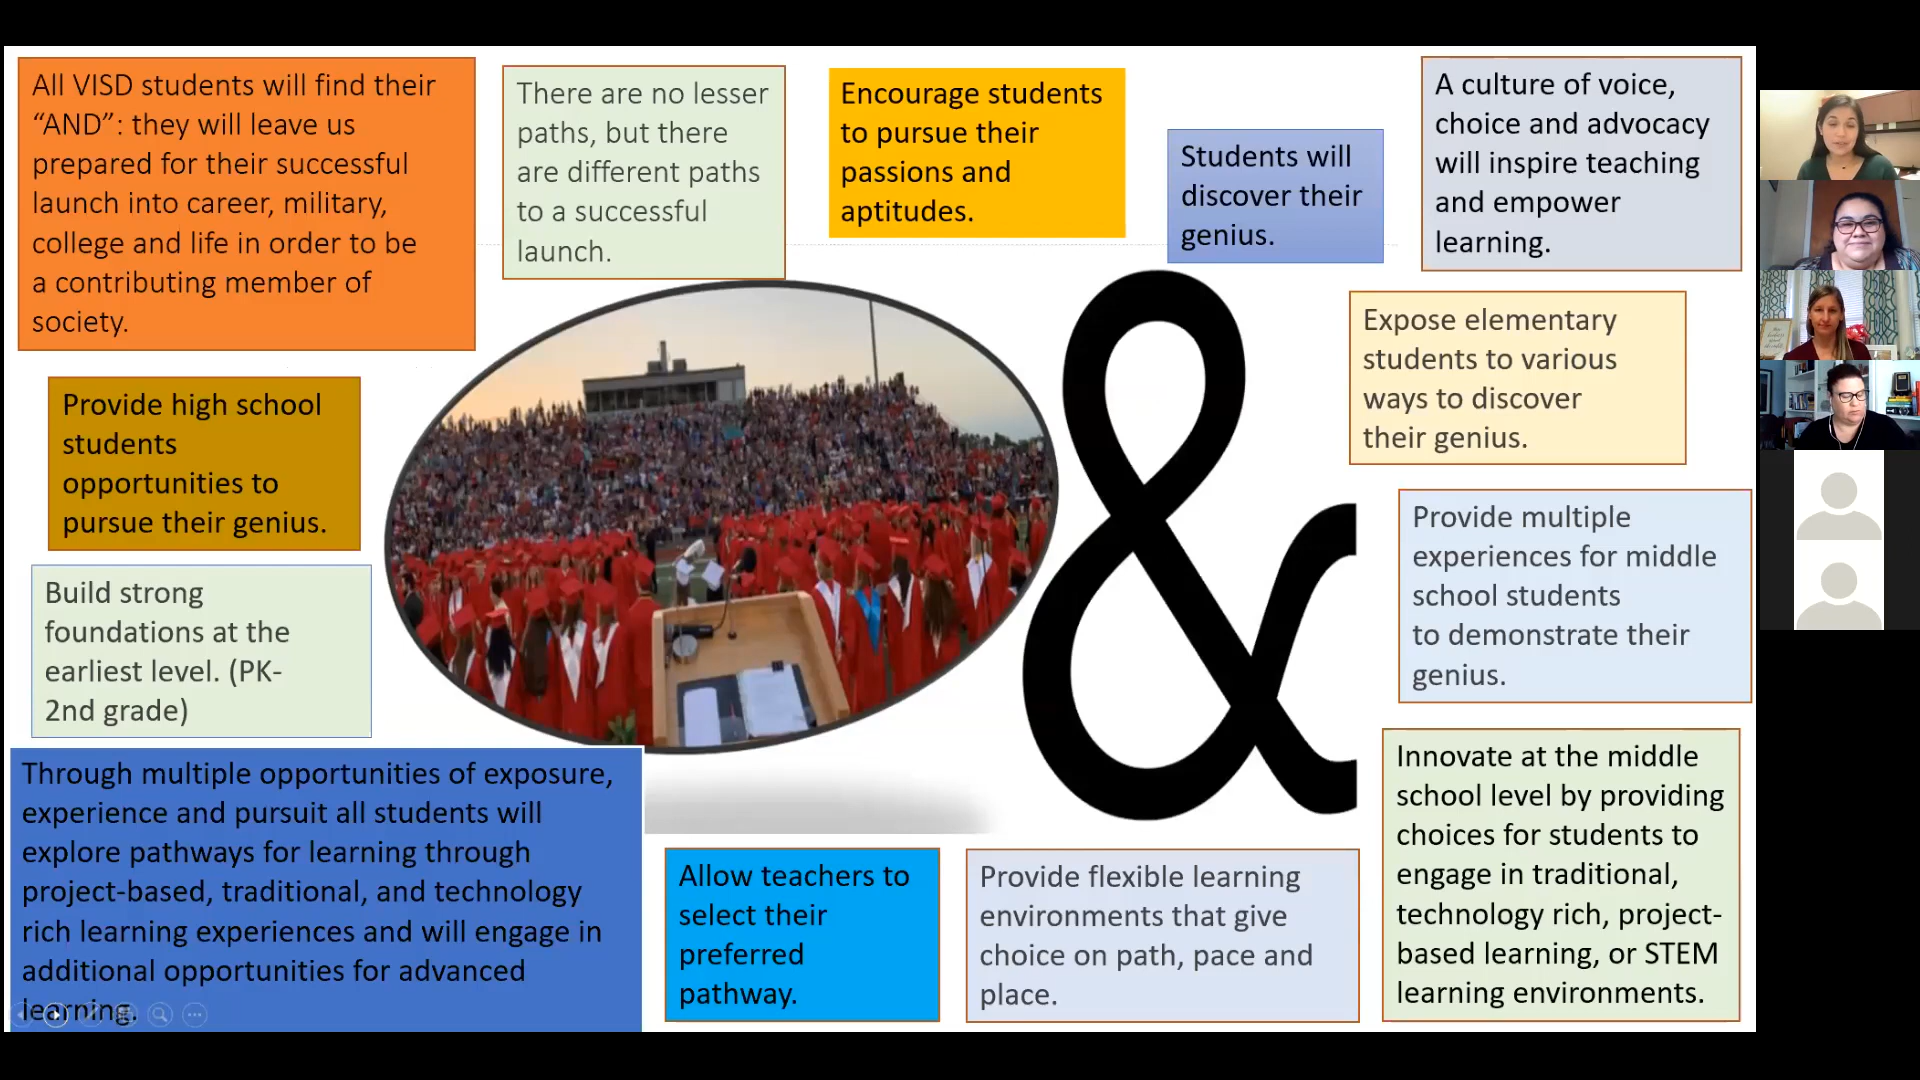 All VISD students will find their
“AND”: they will leave us
prepared for their successful
launch into career, military,
college and life in order to be
a contributing member of
society.
There are no lesser
paths, but there
are different paths
to a successful
launch.
Encourage students
to pursue their
passions and
aptitudes.
Students will
discover their
genius.
A culture of voice,
choice and advocacy
will inspire teaching
and empower
learning.
Expose elementary
students to various
ways to discover
their genius.
Provide high school
students
opportunities to
pursue their genius.
&
Provide multiple
experiences for middle
school students
to demonstrate their
genius.
Build strong
foundations at the
earliest level. (PK-
2nd grade)
Through multiple opportunities of exposure,
experience and pursuit all students will
explore pathways for learning through
project-based, traditional, and technology
rich learning experiences and will engage in
additional opportunities for advanced
learning.
Allow teachers to
select their
preferred
pathway.
Provide flexible learning
environments that give
choice on path, pace and
place.
Innovate at the middle
school level by providing
choices for students to
engage in traditional,
technology rich, project-
based learning, or STEM
learning environments.